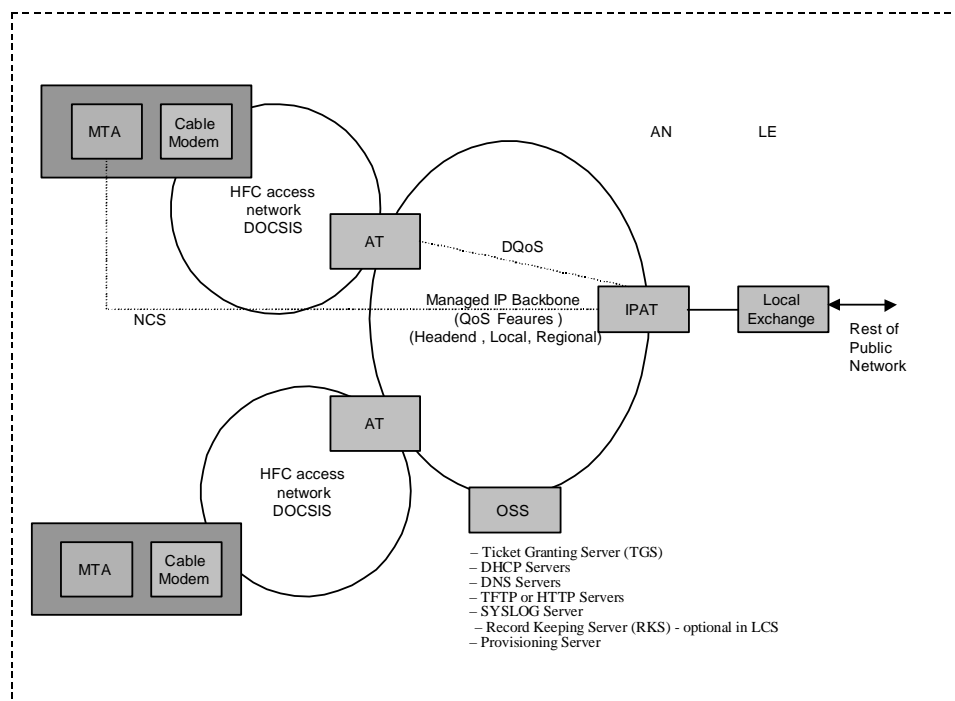 AN
LE
MTA
Cable
Modem
HFC access
network
DOCSIS
AT
DQoS
NCS
Managed IP Backbone
(QoS Feaures )
(Headend , Local, Regional)
IPAT
Local
Exchange
Rest of
Public
Network
AT
HFC access
network
DOCSIS
MTA
Cable
Modem
OSS
– Ticket Granting Server (TGS)
– DHCP Servers
– DNS Servers
– TFTP or HTTP Servers
– SYSLOG Server
– Record Keeping Server (RKS) - optional in LCS
– Provisioning Server